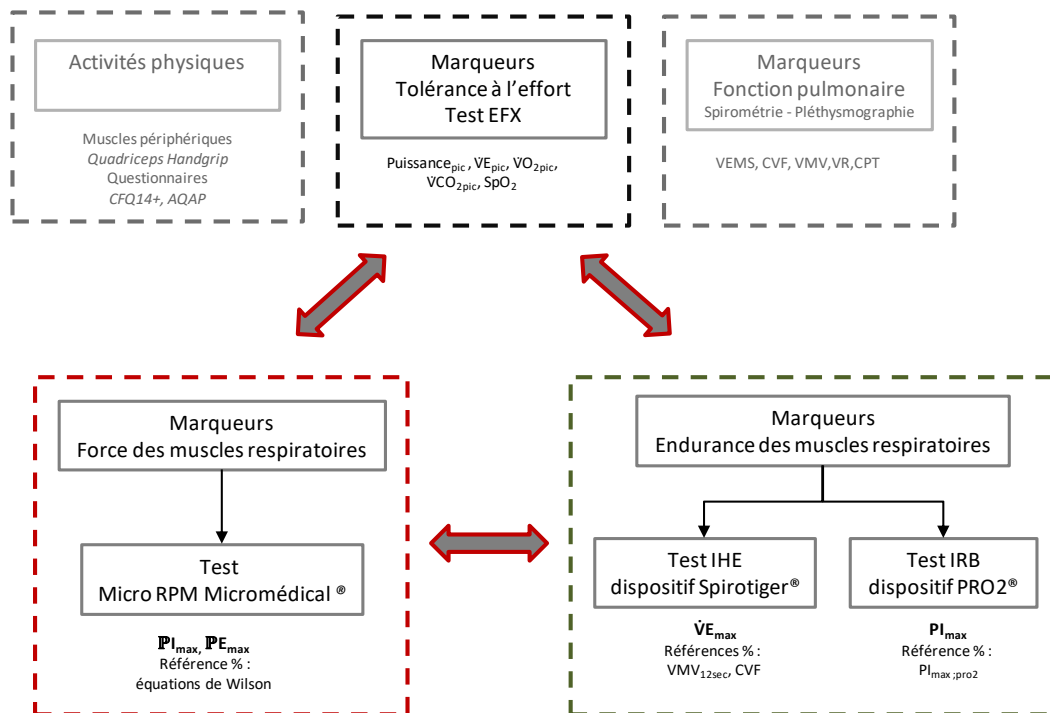 Activités physiques
Muscles périphériques
Quadriceps Handgrip
Questionnaires
CFQ14+, AQAP
Marqueurs
Tolérance à l'effort
Test EFX
Puissancepic, V̇Epic, V̇O2pic,
V̇CO2pic, SpO2
Marqueurs
Fonction pulmonaire
Spirométrie - Pléthysmographie
VEMS, CVF, VMV,VR,CPT
Marqueurs
Force des muscles respiratoires
Test
Micro RPM Micromédical ®
ℙImax, ℙEmax
Référence % :
équations de Wilson
Marqueurs
Endurance des muscles respiratoires
Test IHE
dispositif Spirotiger®
V̇Emax
Références % :
VMV12sec, CVF
Test IRB
dispositif PRO2®
PImax
Référence % :
PImax ;pro2